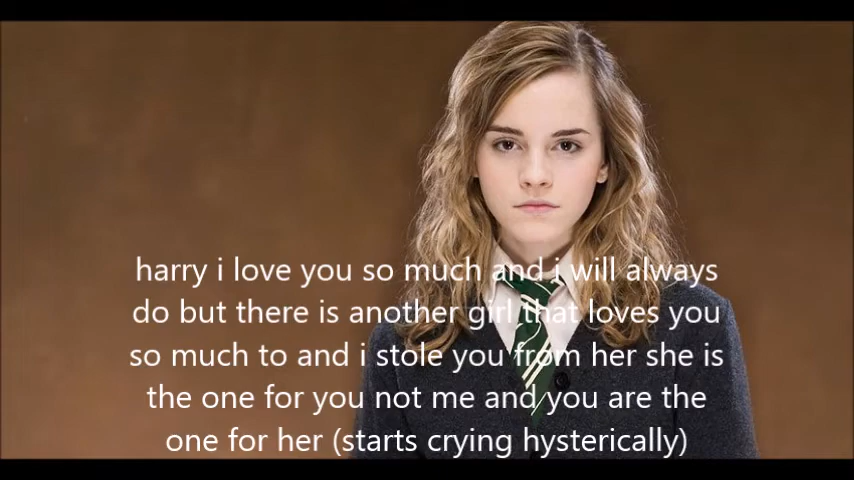 harry i love you so much and i will always
do but there is another girl that loves you
so much to and i stole you from her she is
the one for you not me and you are the
one for her (starts crying hysterically)